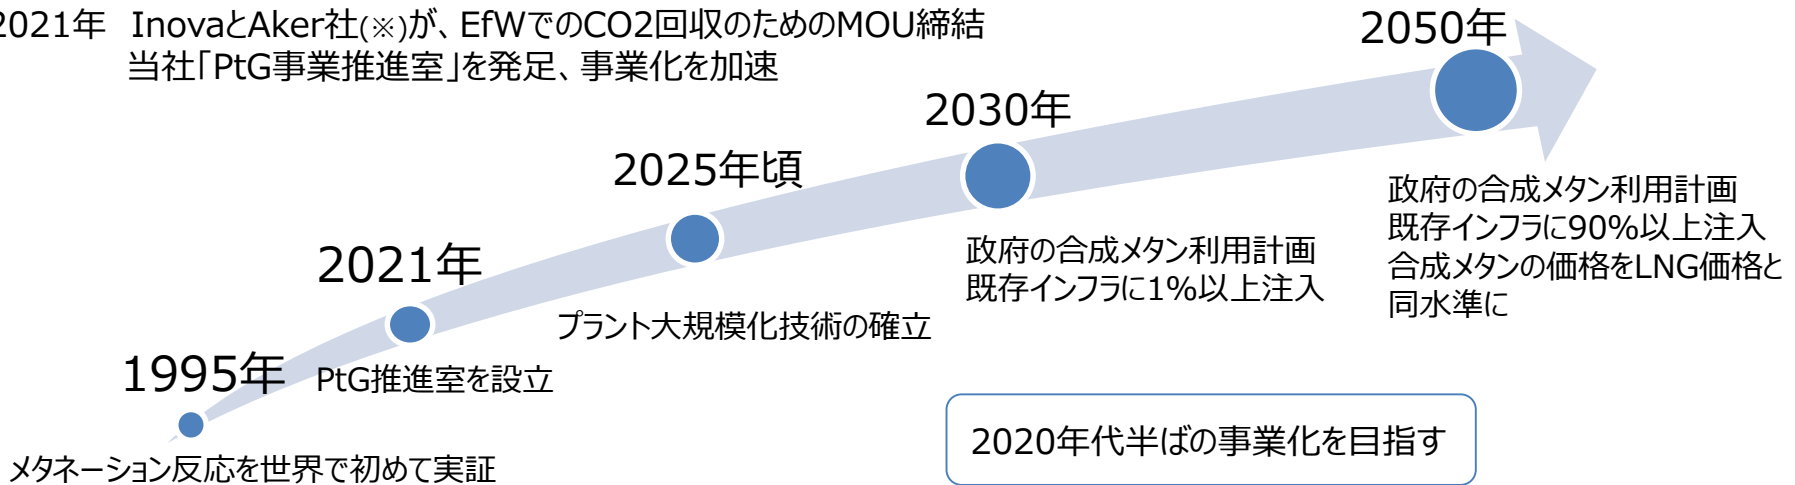 2021年 InovaとAker社(※)が、EfWでのCO2回収のためのMOU締結
当社「PtG事業推進室」を発足、事業化を加速
2050年
2030年
2025年頃
2021年
1995年
政府の合成メタン利用計画
既存インフラに90%以上注入
合成メタンの価格をLNG価格と
同水準に
政府の合成メタン利用計画
既存インフラに1%以上注入
プラント大規模化技術の確立
PtG推進室を設立
メタネーション反応を世界で初めて実証
2020年代半ばの事業化を目指す